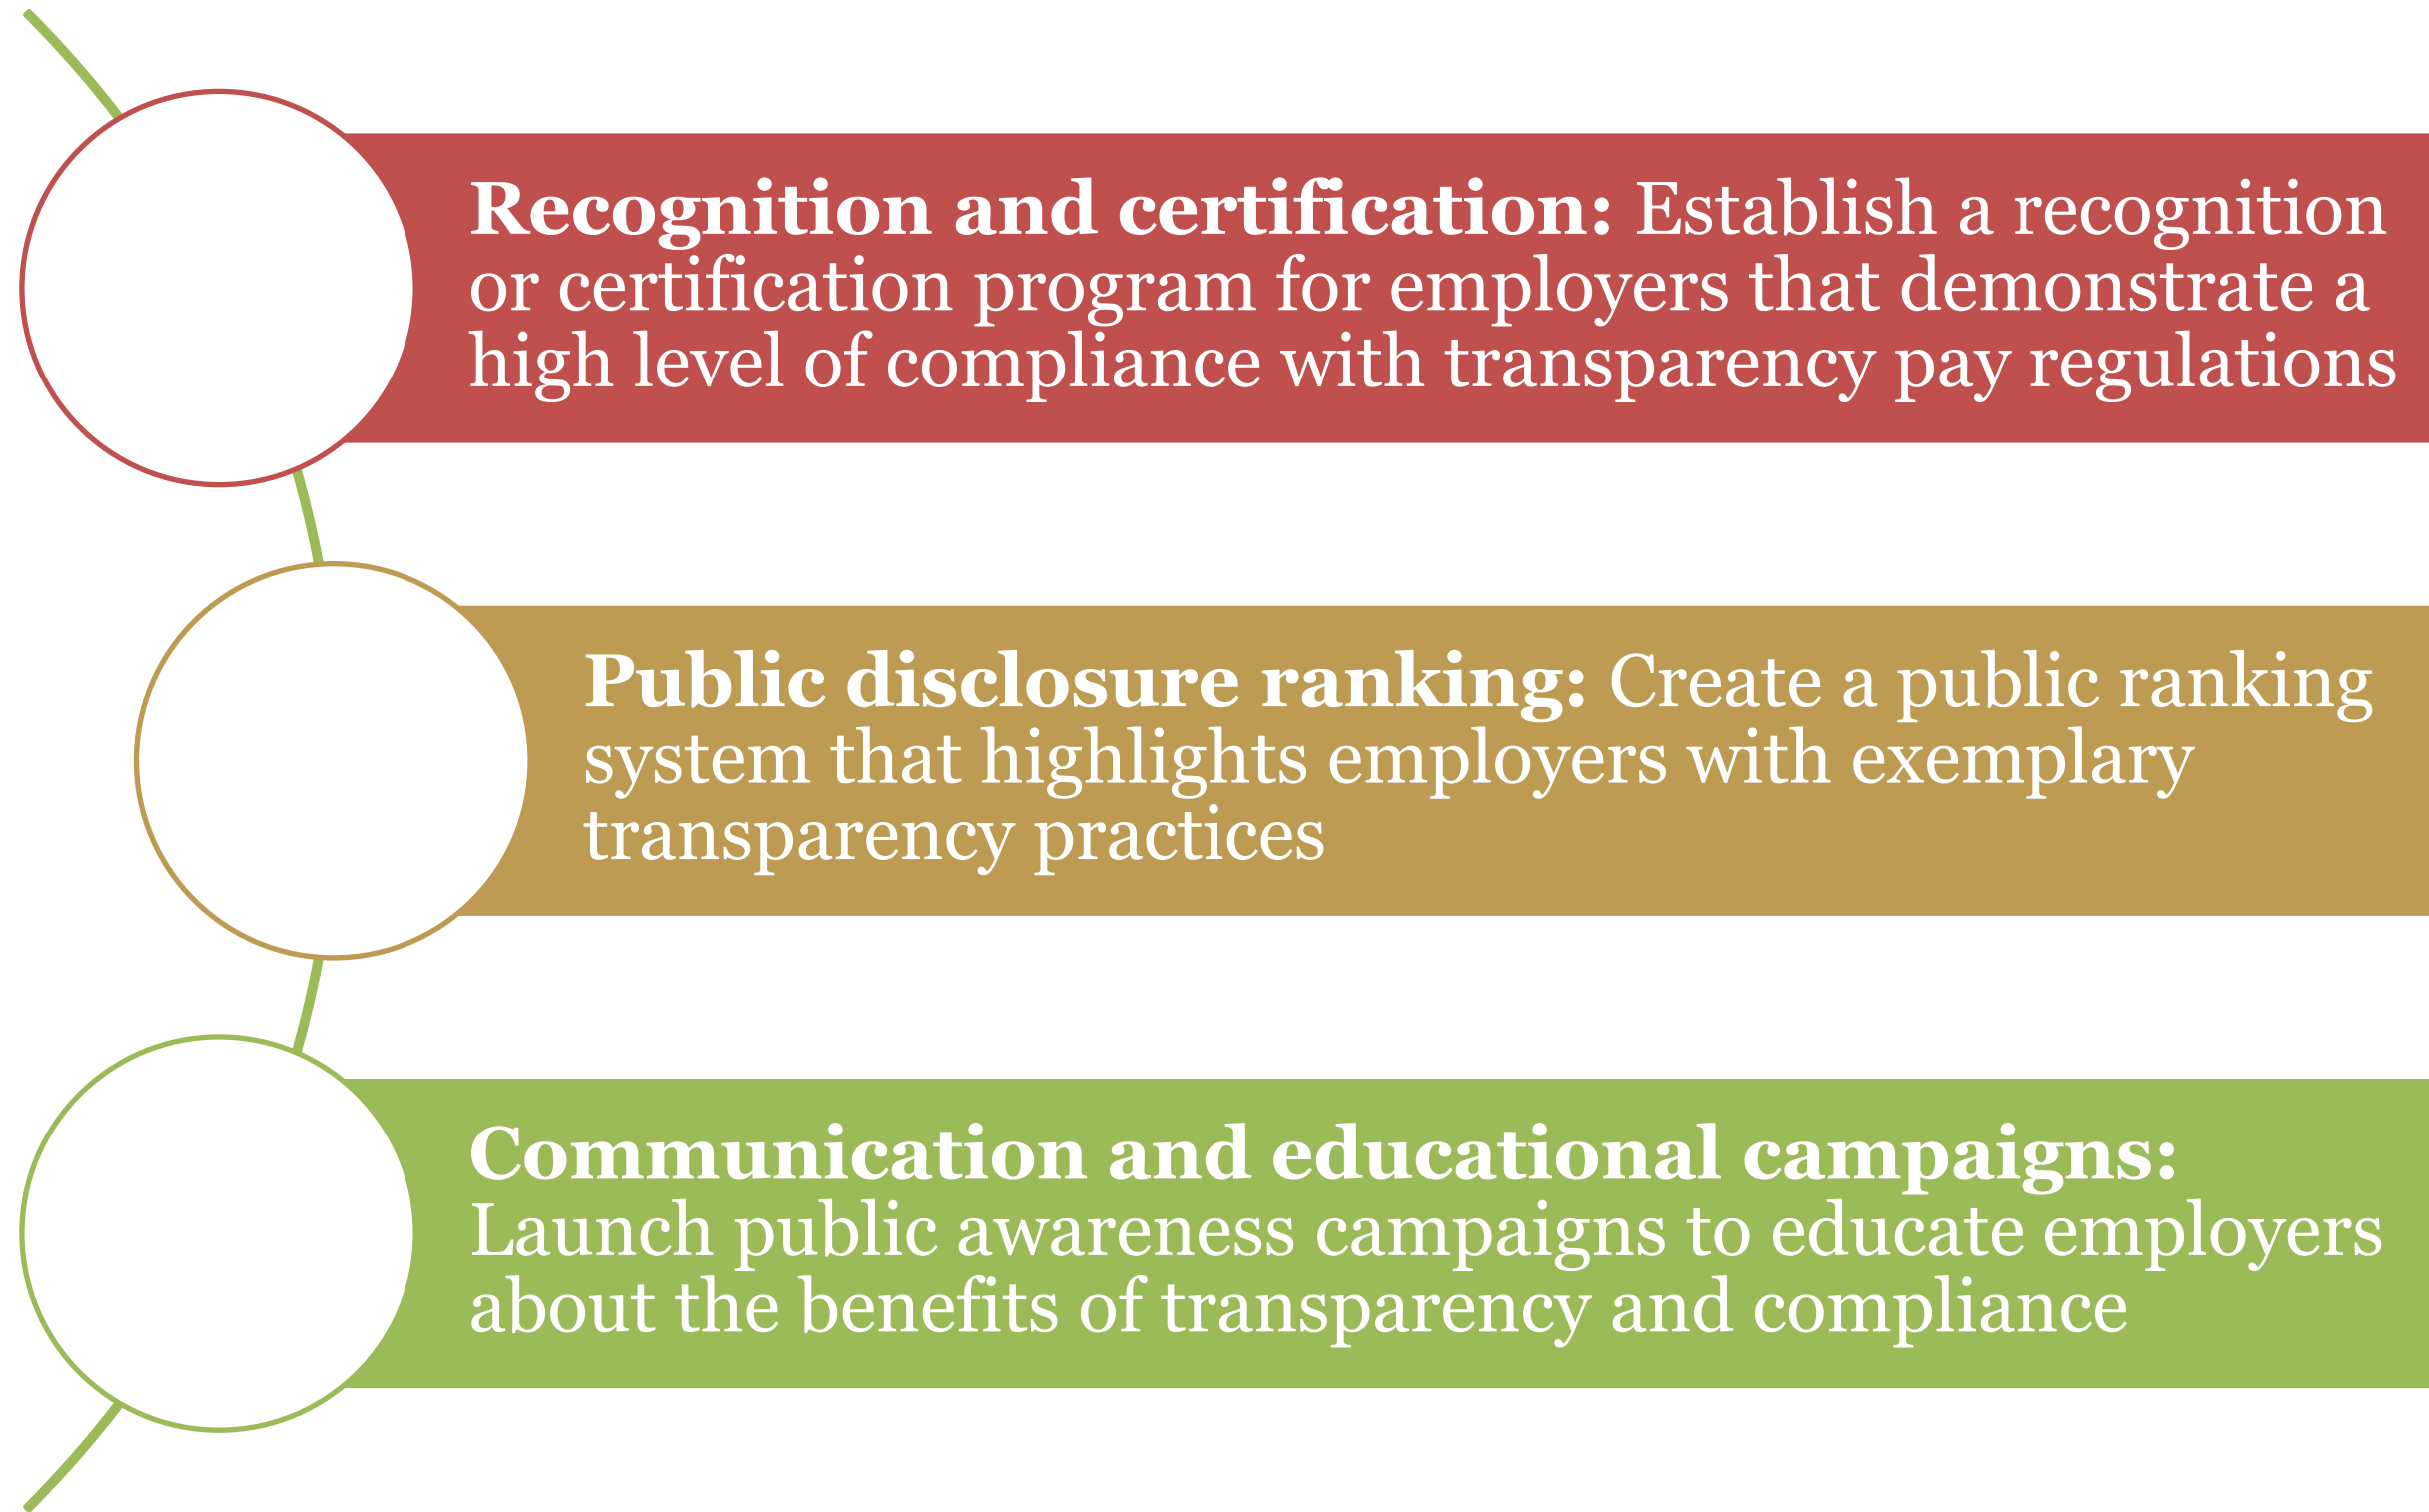 Recognition and certification: Establish a recognition
or certification program for employers that demonstrate a
high level of compliance with transparency pay regulations
Public disclosure ranking: Create a public ranking
system that highlights employers with exemplary
transparency practices
Communication and educational campaigns:
Launch public awareness campaigns to educate employers
about the benefits of transparency and compliance